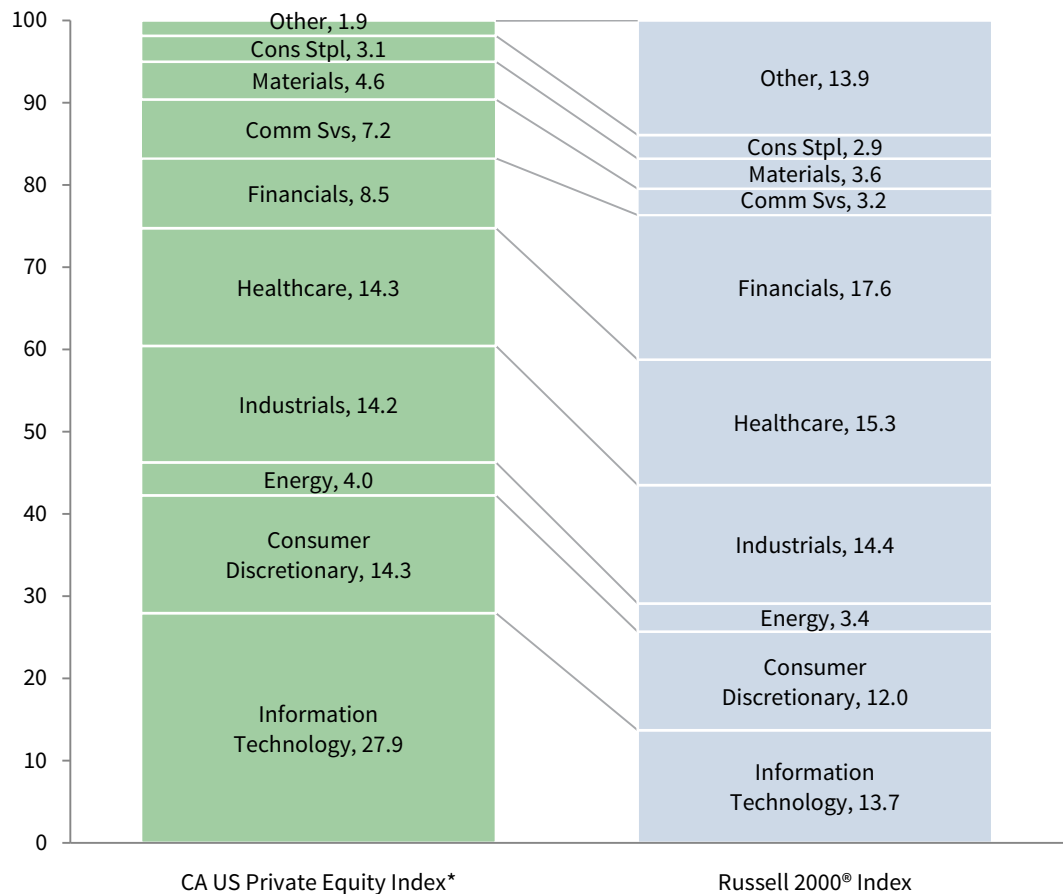 100
90
80
70
60
50
40
30
20
10
0
Other, 1.9
Cons Stpl, 3.1
Materials, 4.6
Comm Svs, 7.2
Financials, 8.5
Healthcare, 14.3
Industrials, 14.2
Energy, 4.0
Consumer
Discretionary, 14.3
Information
Technology, 27.9
Other, 13.9
Cons Stpl, 2.9
Materials, 3.6
Comm Svs, 3.2
Financials, 17.6
Healthcare, 15.3
Industrials, 14.4
Energy, 3.4
Consumer
Discretionary, 12.0
Information
Technology, 13.7
CA US Private Equity Index*
Russell 2000® Index